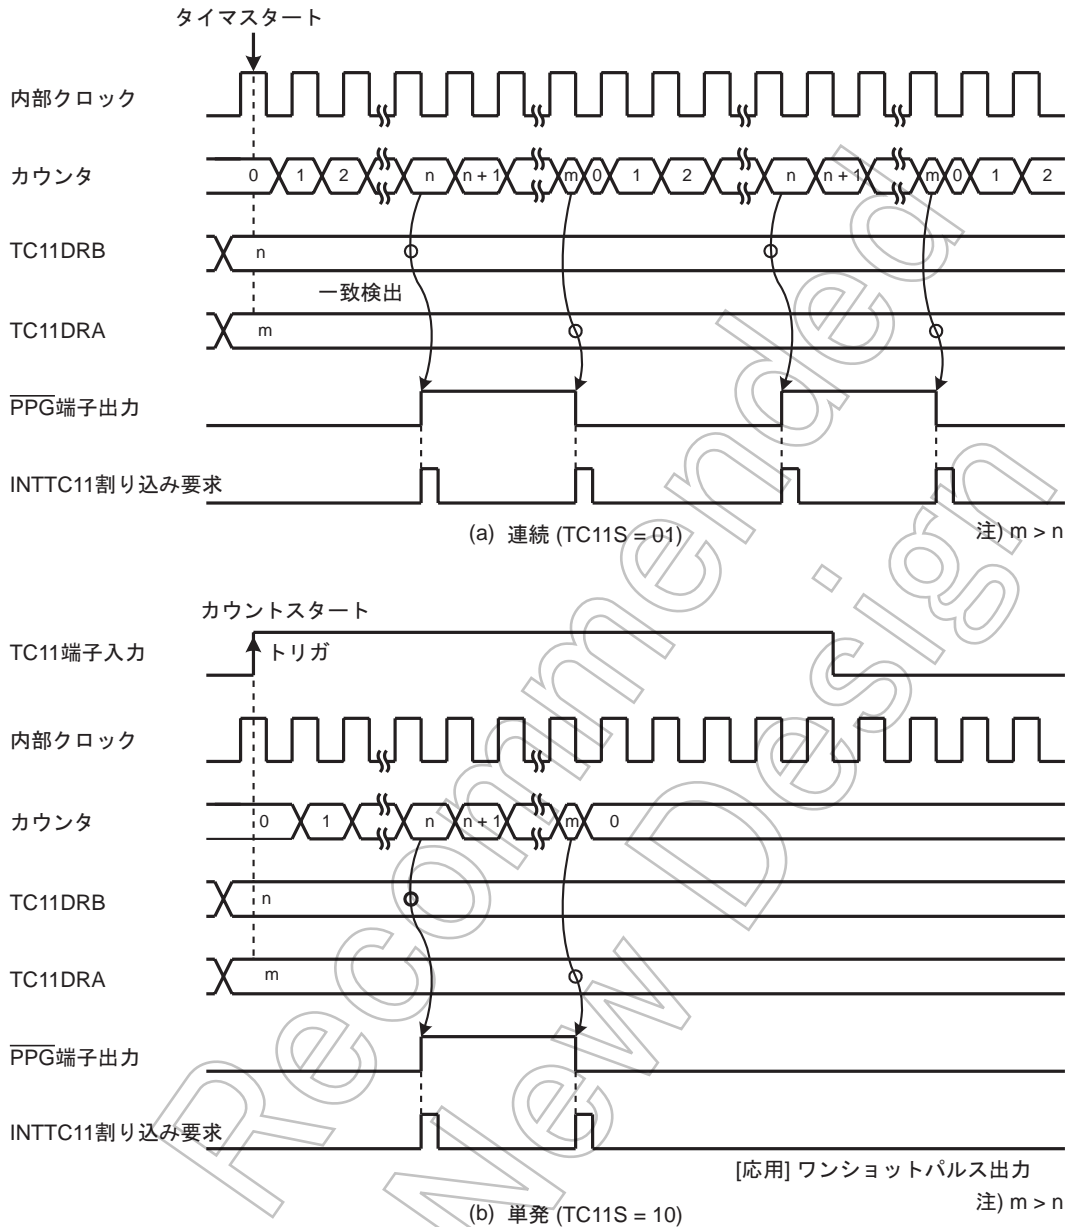 タイマスタート
内部クロック
カウンタ 0 1 2 n n + 1 m 0 1 2 n n + 1 m 0 1 2
TC11DRB n
一致検出
TC11DRA m
PPG端子出力
INTTC11割り込み要求
(a) 連続 (TC11S = 01)
注) m > n
カウントスタート
TC11端子入力 トリガ
内部クロック
カウンタ 0 1 n n + 1 m 0
TC11DRB n
TC11DRA m
PPG端子出力
INTTC11割り込み要求
[応用] ワンショットパルス出力
(b) 単発 (TC11S = 10)
注) m > n
Recommended
New Design